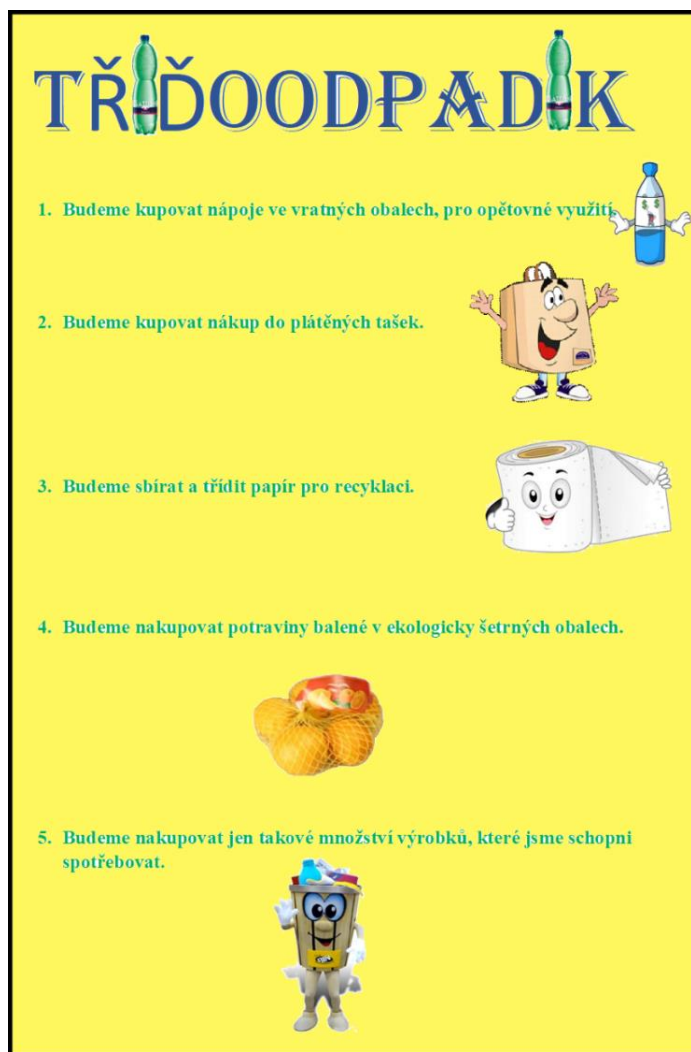 TŘÍĎOODPADÍK
1. Budeme kupovat nápoje ve vratných obalech, pro opětovné využití.
2. Budeme kupovat nákup do plátěných tašek.
3. Budeme sbírat a třídit papír pro recyklaci.
4. Budeme nakupovat potraviny balené v ekologicky šetrných obalech.
5. Budeme nakupovat jen takové množství výrobků, které jsme schopni
spotřebovat.